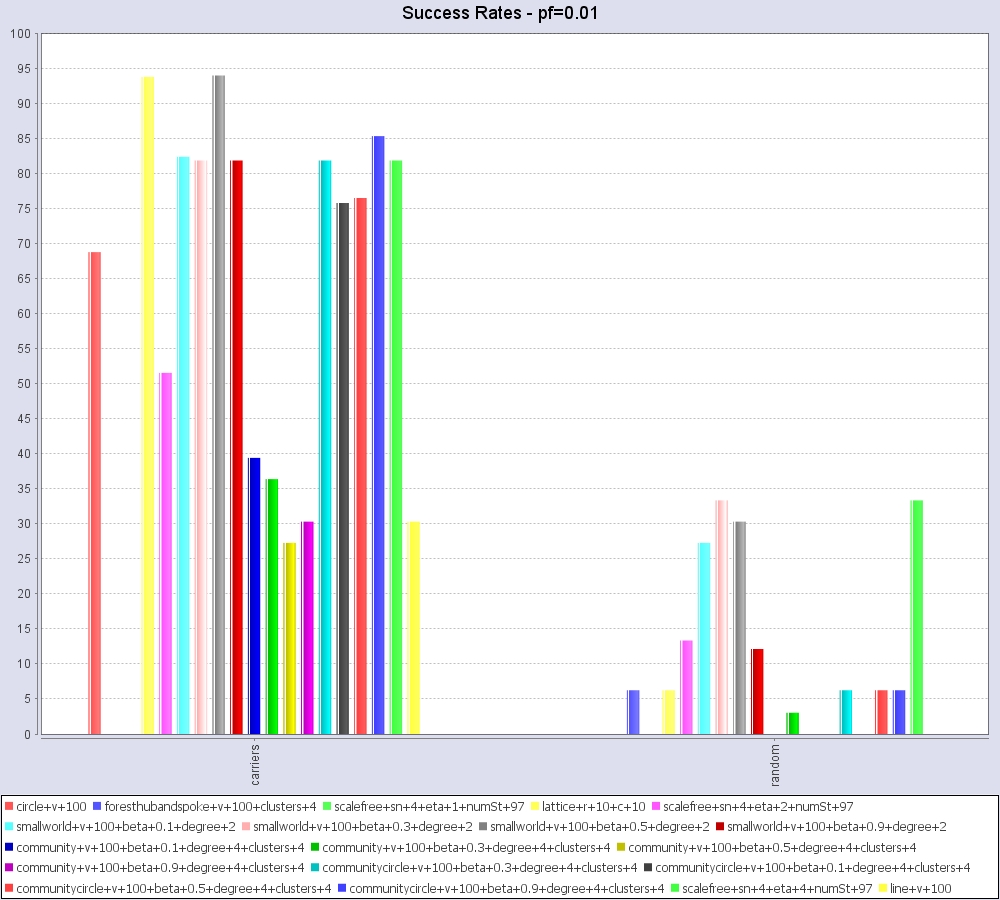 Success Rates - pf=0.01
100
95
90
85
80
75
70
65
60
55
50
45
40
35
30
25
20
15
10
5
0
carriers
random
circle+v+100 foresthubandspoke+v+100+clusters+4 scalefree+sn+4+eta+1+numSt+97 lattice+r+10+c+10 scalefree+sn+4+eta+2+numSt+97
smallworld+v+100+beta+0.1+degree+2 smallworld+v+100+beta+0.3+degree+2 smallworld+v+100+beta+0.5+degree+2 smallworld+v+100+beta+0.9+degree+2
community+v+100+beta+0.1+degree+4+clusters+4 community+v+100+beta+0.3+degree+4+clusters+4 community+v+100+beta+0.5+degree+4+clusters+4
community+v+100+beta+0.9+degree+4+clusters+4 communitycircle+v+100+beta+0.3+degree+4+clusters+4 communitycircle+v+100+beta+0.1+degree+4+clusters+4
communitycircle+v+100+beta+0.5+degree+4+clusters+4 communitycircle+v+100+beta+0.9+degree+4+clusters+4 scalefree+sn+4+eta+4+numSt+97 line+v+100